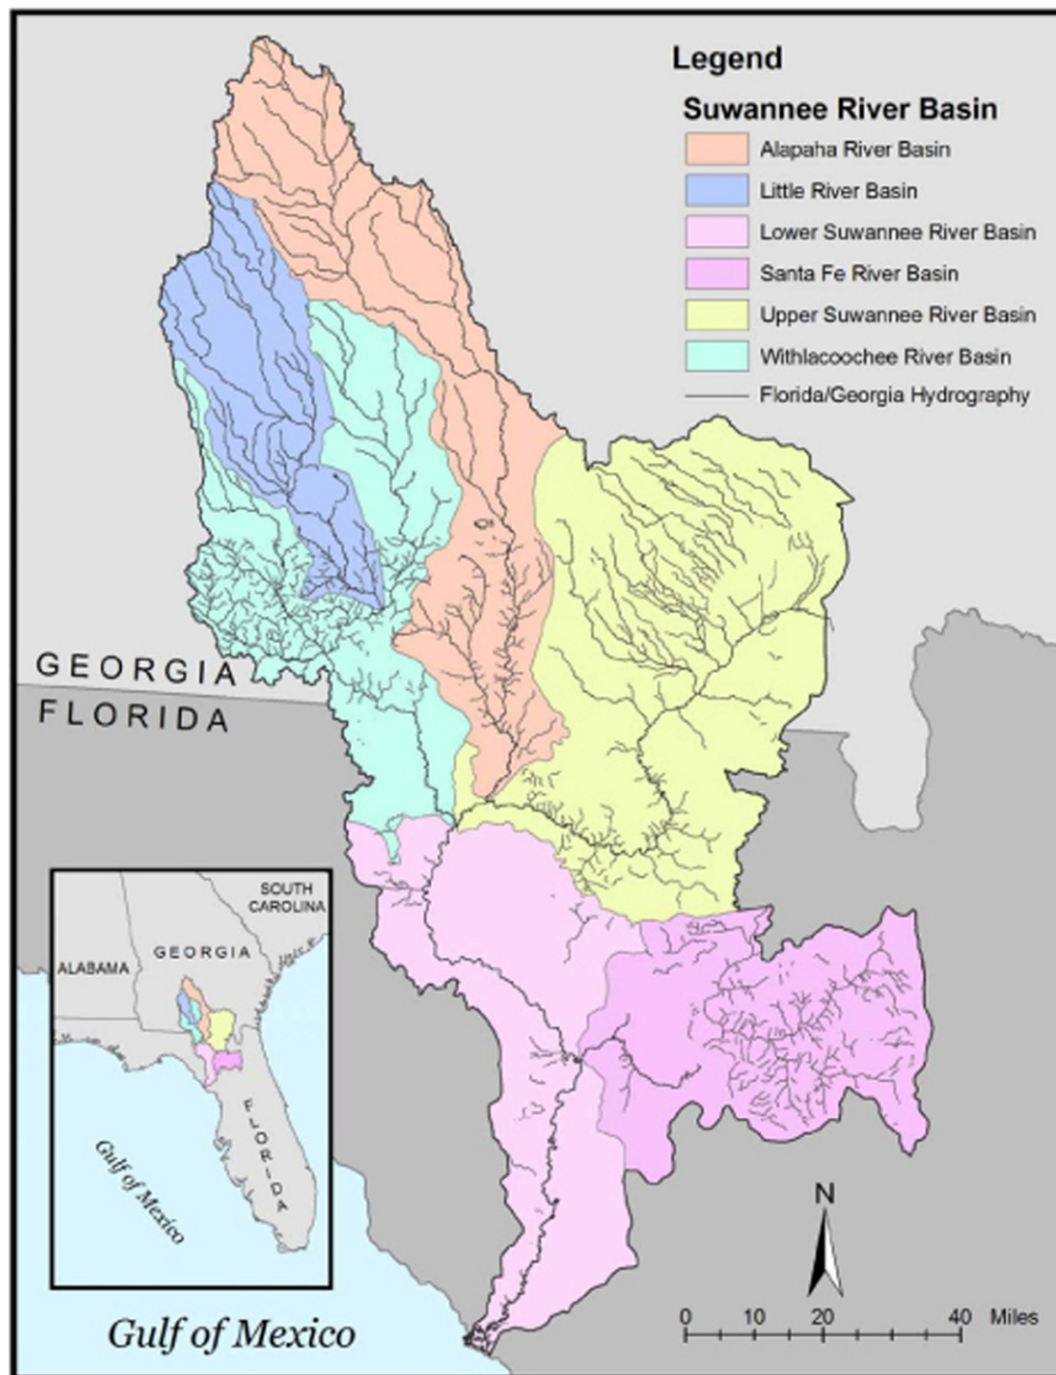 Legend
Suwannee River Basin
Alapaha River Basin
Little River Basin
Lower Suwannee River Basin
Santa Fe River Basin
Upper Suwannee River Basin
Withlacoochee River Basin
Florida/Georgia Hydrography
GEORGIA
FLORIDA
SOUTH
CAROLINA
GEORGIA
ALABAMA
FLORIDA
Gulf of Mexico
Gulf of Mexico
N
0 10 20 40 Miles